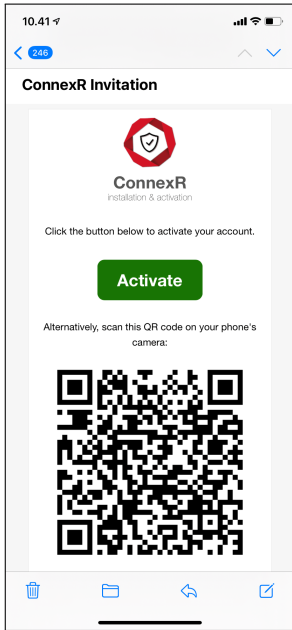 10.41
246
ConnexR Invitation
ConnexR
installation & activation
Click the button below to activate your account.
Activate
Alternatively, scan this QR code on your phone's
camera: